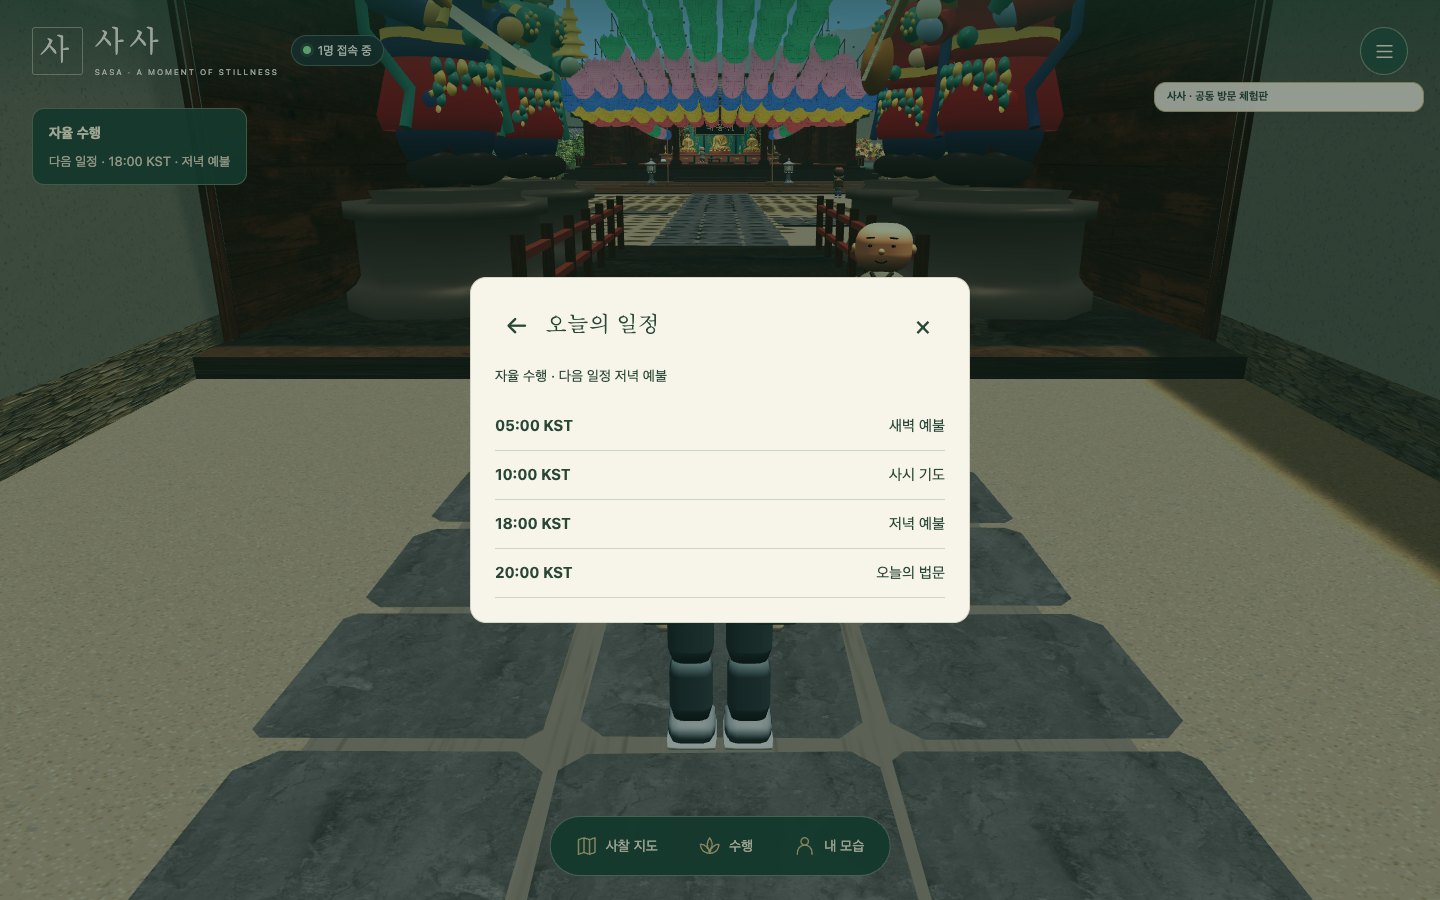 사 사사
SASA · A MOMENT OF STILLNESS
1명 접속 중
사사 · 공동 방문 체험판
자율 수행
다음 일정 · 18:00 KST · 저녁 예불
오늘의 일정
자율 수행 · 다음 일정 저녁 예불
05:00 KST 새벽 예불
10:00 KST 사시 기도
18:00 KST 저녁 예불
20:00 KST 오늘의 법문
사찰 지도 수행 내 모습